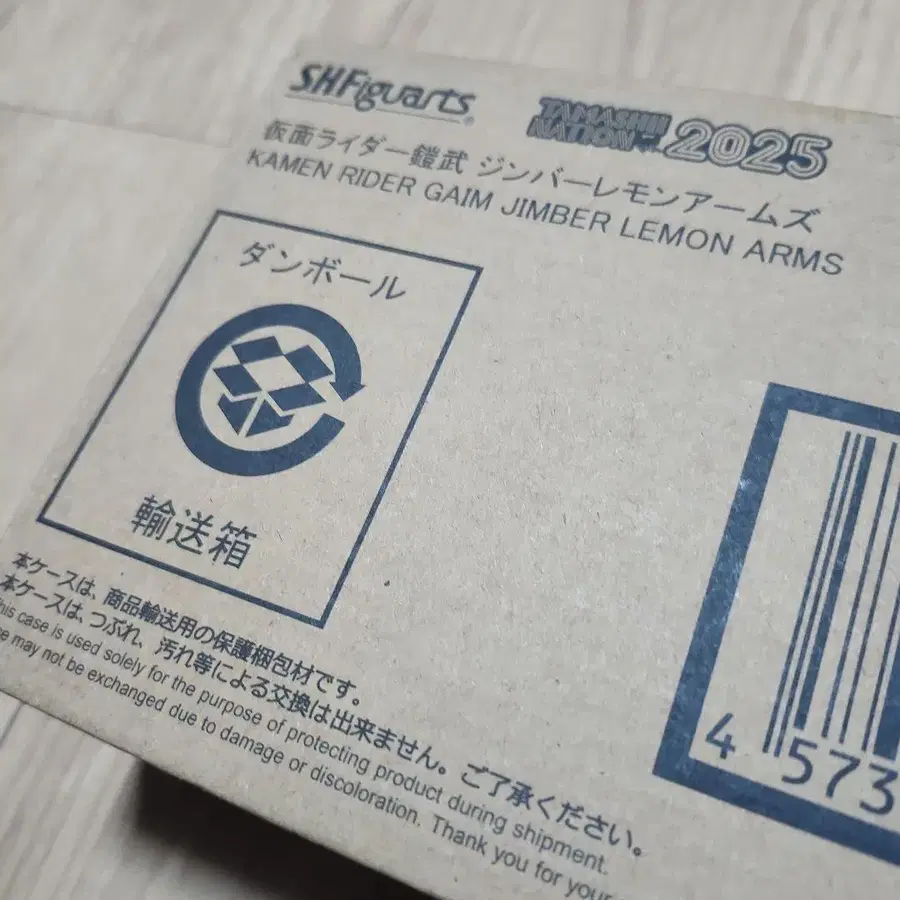 SHFiguarts®
TAMASHII NATION 2025
仮面ライダー鎧武 ジンバーレモンアームズ
KAMEN RIDER GAIM JIMBER LEMON ARMS
ダンボール
輸送箱
本ケースは、商品輸送用の保護梱包材です。
本ケースは、つぶれ、汚れ等による交換は出来ません。ご了承ください。
This case is used solely for the purpose of protecting product during shipment.
may not be exchanged due to damage or discoloration. Thank you for your
4 573